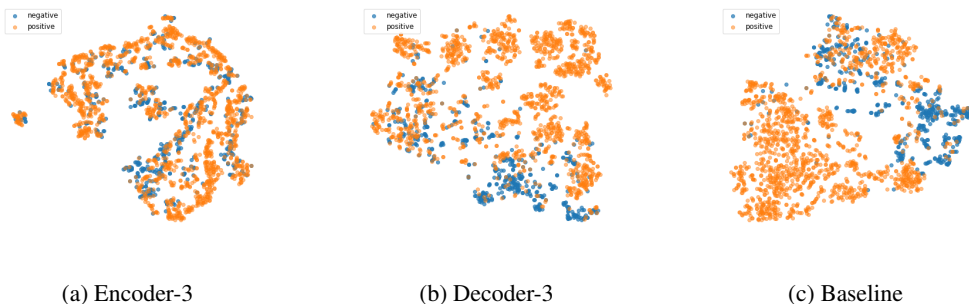 negative
positive
negative
positive
negative
positive
(a) Encoder-3
(b) Decoder-3
(c) Baseline